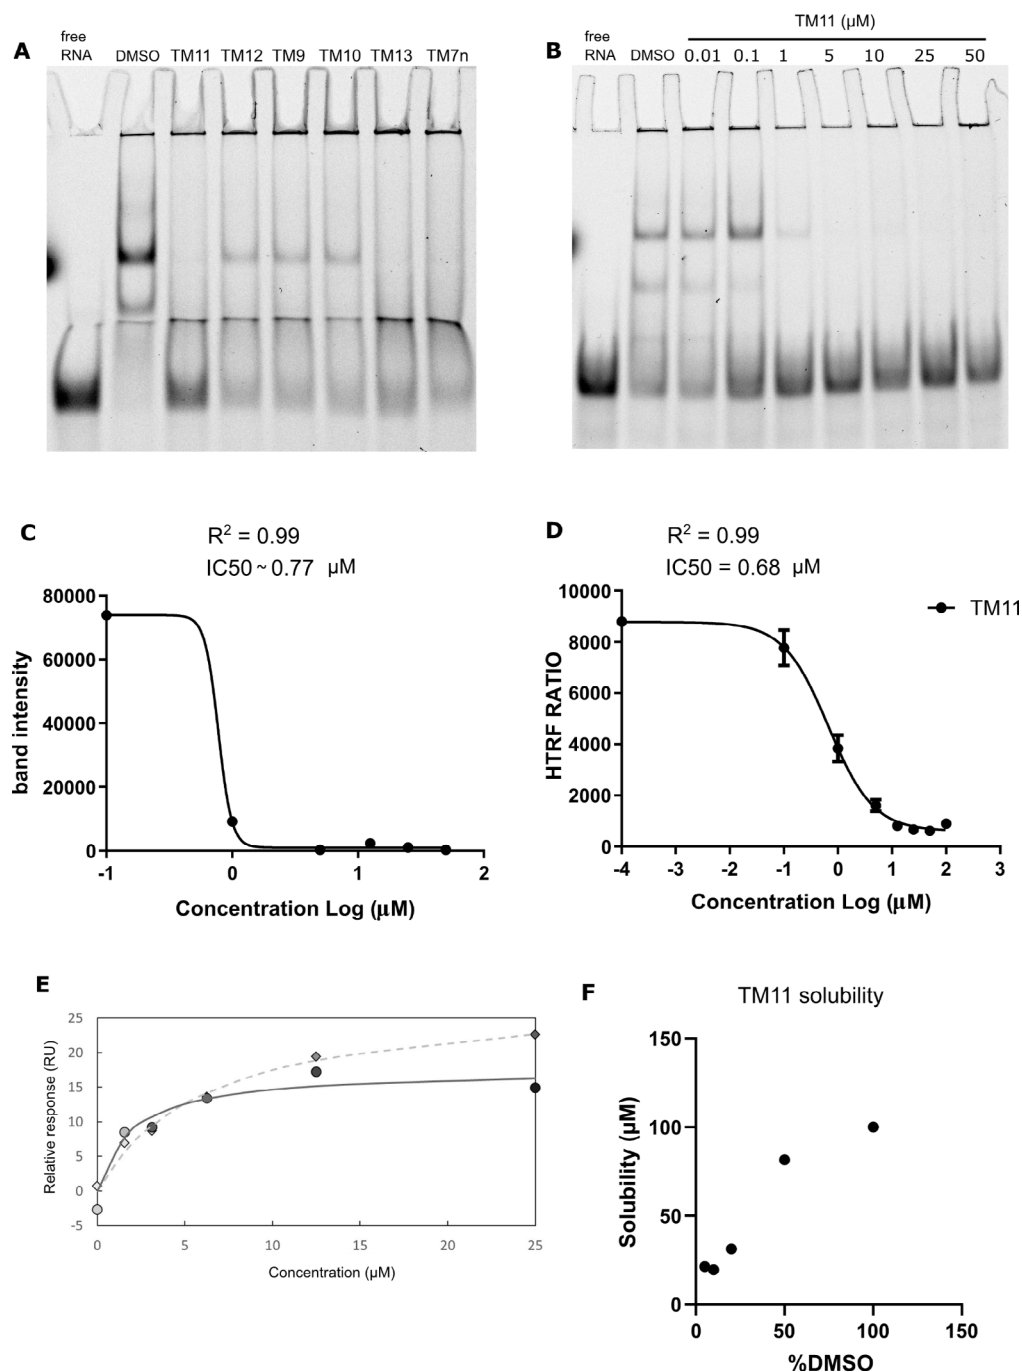 A
free
RNA DMSO TM11 TM12 TM9 TM10 TM13 TM7n
B
TM11 (µM)
free
RNA DMSO 0.01 0.1 1 5 10 25 50
C
R² = 0.99
IC50 ~ 0.77 µM
80000
60000
40000
20000
0
band intensity
-1 0 1 2
Concentration Log (µM)
D
R² = 0.99
IC50 = 0.68 µM
TM11
10000
8000
6000
4000
2000
0
HTRF RATIO
-4 -3 -2 -1 0 1 2 3
Concentration Log (µM)
E
25
20
15
10
5
0
-5
Relative response (RU)
0 5 10 15 20 25
Concentration (µM)
F
TM11 solubility
150
100
50
0
Solubility (µM)
0 50 100 150
%DMSO